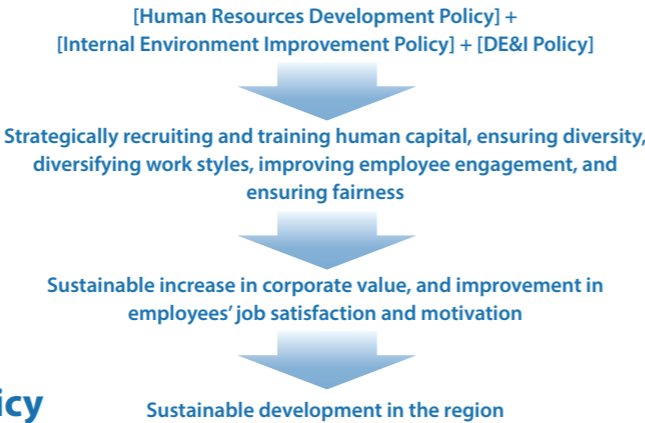 [Human Resources Development Policy] +
[Internal Environment Improvement Policy] + [DE&I Policy]
Strategically recruiting and training human capital, ensuring diversity,
diversifying work styles, improving employee engagement, and
ensuring fairness
Sustainable increase in corporate value, and improvement in
employees’ job satisfaction and motivation
Sustainable development in the region